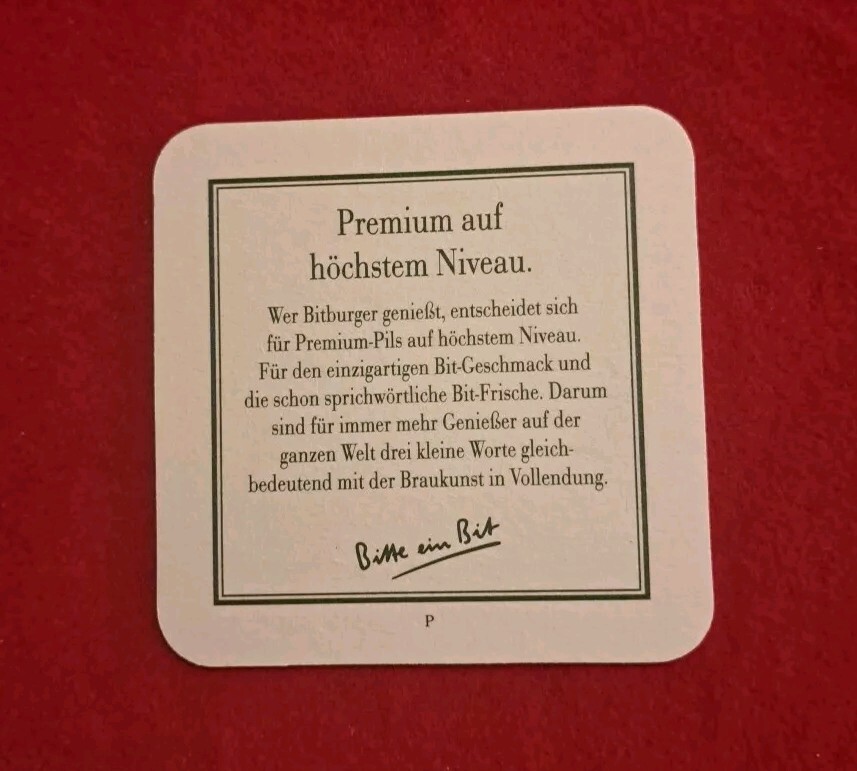 Premium auf
höchstem Niveau.
Wer Bitburger genießt, entscheidet sich
für Premium-Pils auf höchstem Niveau.
Für den einzigartigen Bit-Geschmack und
die schon sprichwörtliche Bit-Frische. Darum
sind für immer mehr Genießer auf der
ganzen Welt drei kleine Worte gleich-
bedeutend mit der Braukunst in Vollendung.
Bitte ein Bit
P